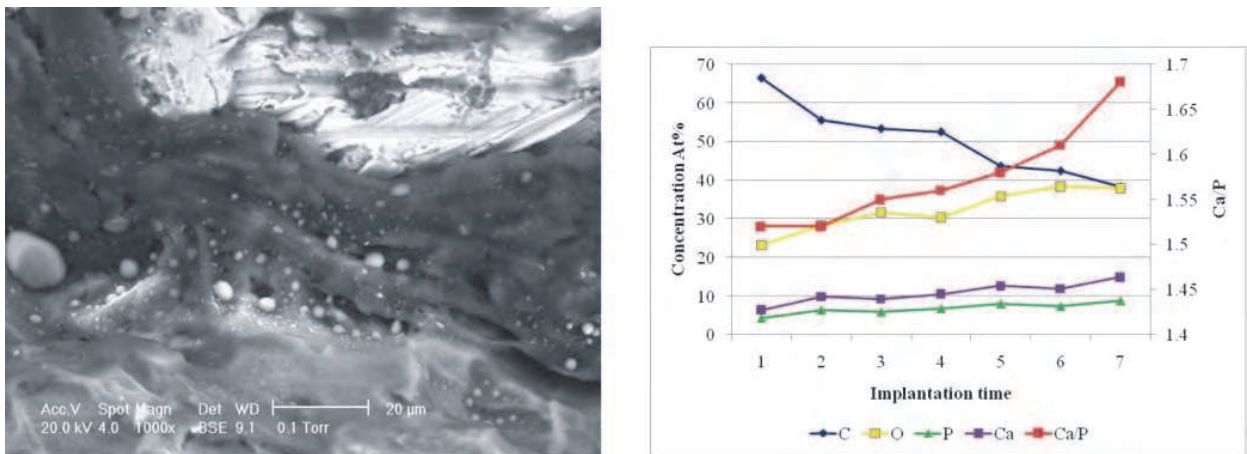 Acc.V Spot Magn Det WD 20 µm
20.0 kV 4.0 1000x BSE 9.1 0.1 Torr
70
60
50
40
30
20
10
0
Concentration At%
1.7
1.65
1.6
1.55
1.5
1.45
1.4
Ca/P
1 2 3 4 5 6 7
Implantation time
C O P Ca Ca/P